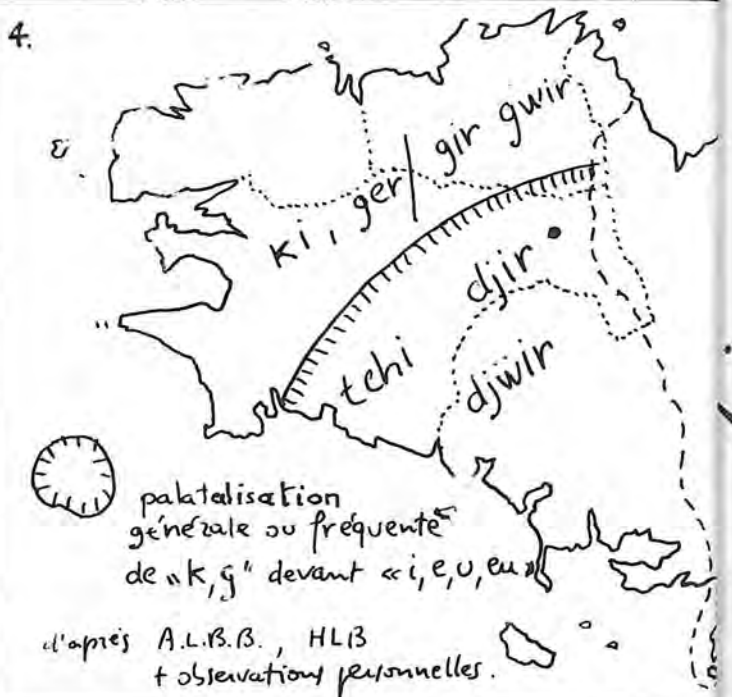 4.
gir gwir
ki, ger
djir
tchi
djwir
palatalisation
générale ou fréquente
de "k, g" devant «i, e, u, eu»
d'après A.L.B.B., HLB
+ observations personnelles.